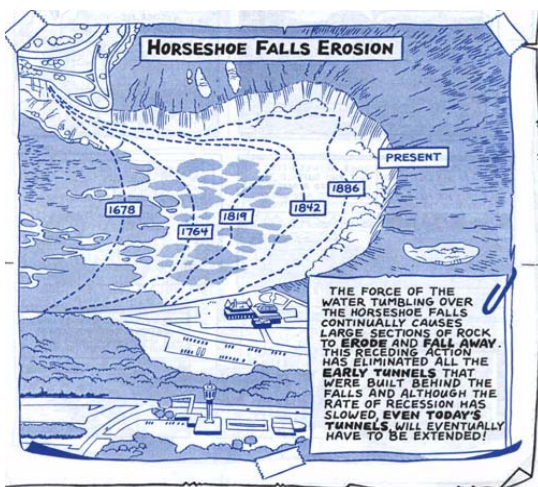 HORSESHOE FALLS EROSION
PRESENT
1886
1678
1842
1819
1764
THE FORCE OF THE
WATER TUMBLING OVER
THE HORSESHOE FALLS
CONTINUALLY CAUSES
LARGE SECTIONS OF ROCK
TO ERODE AND FALL AWAY.
THIS RECEDING ACTION
HAS ELIMINATED ALL THE
EARLY TUNNELS THAT
WERE BUILT BEHIND THE
FALLS AND ALTHOUGH THE
RATE OF RECESSION HAS
SLOWED, EVEN TODAY'S
TUNNELS, WILL EVENTUALLY
HAVE TO BE EXTENDED!